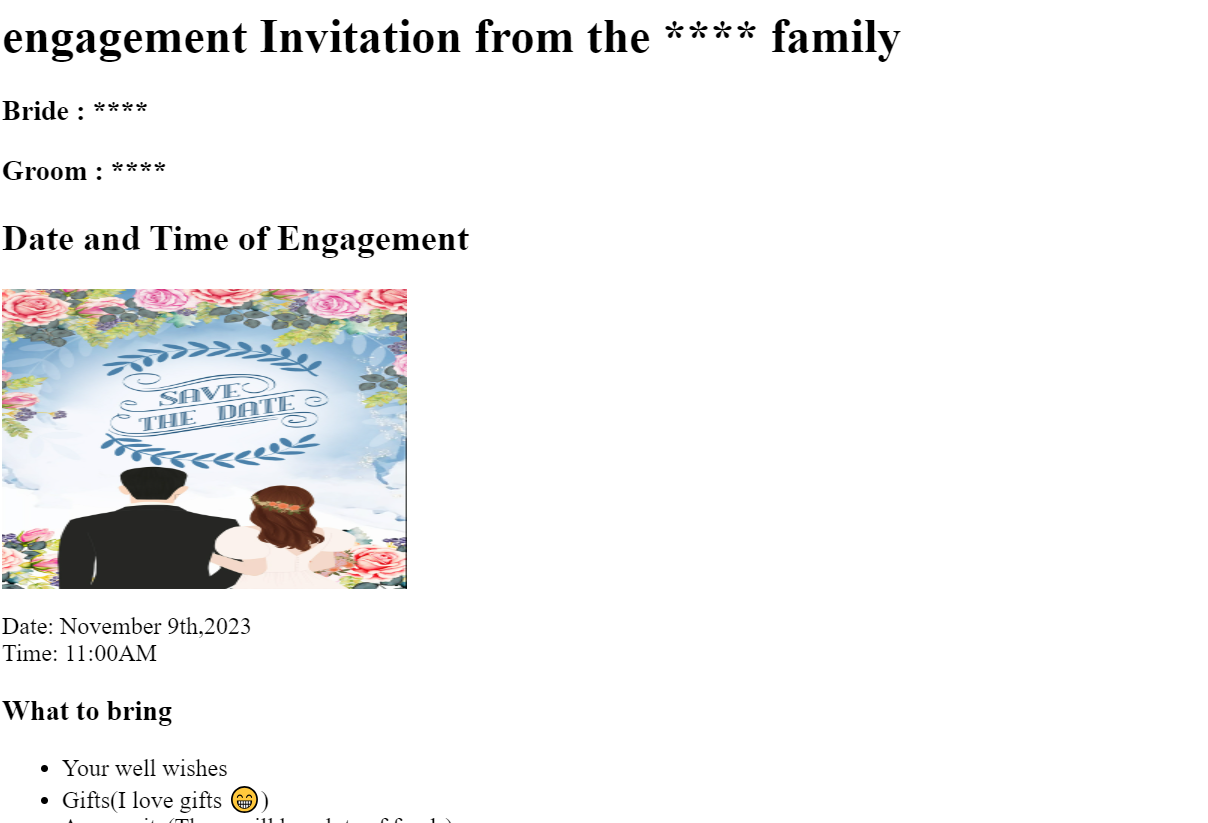 engagement Invitation from the **** family
Bride : ****
Groom : ****
Date and Time of Engagement
SAVE
THE DATE
Date: November 9th,2023
Time: 11:00AM
What to bring
Your well wishes
Gifts(I love gifts 😁)